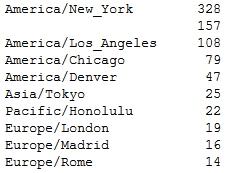 America/New_York 328
157
America/Los_Angeles 108
America/Chicago 79
America/Denver 47
Asia/Tokyo 25
Pacific/Honolulu 22
Europe/London 19
Europe/Madrid 16
Europe/Rome 14